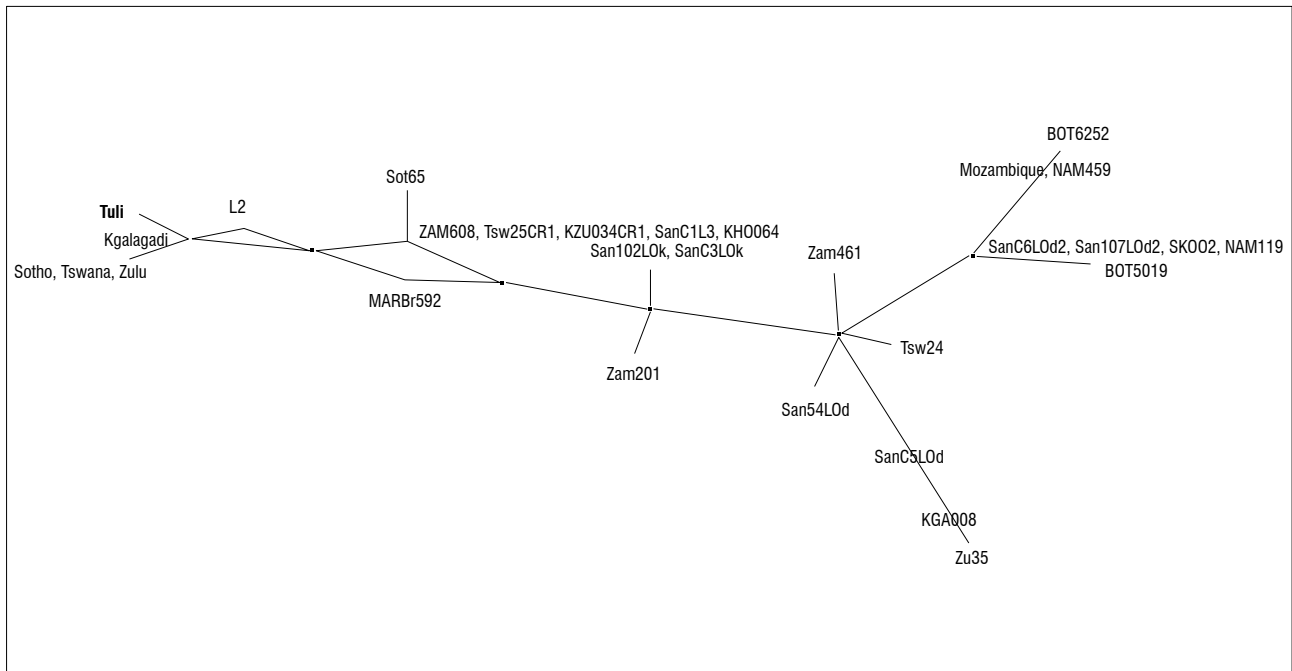 BOT6252
Mozambique, NAM459
Sot65
L2
Tuli
ZAM608, Tsw25CR1, KZU034CR1, SanC1L3, KHO064
Kgalagadi
SanC6LOd2, San107LOd2, SKOO2, NAM119
San102LOk, SanC3LOk
Zam461
Sotho, Tswana, Zulu
BOT5019
MARBr592
Tsw24
Zam201
San54LOd
SanC5LOd
KGA008
Zu35